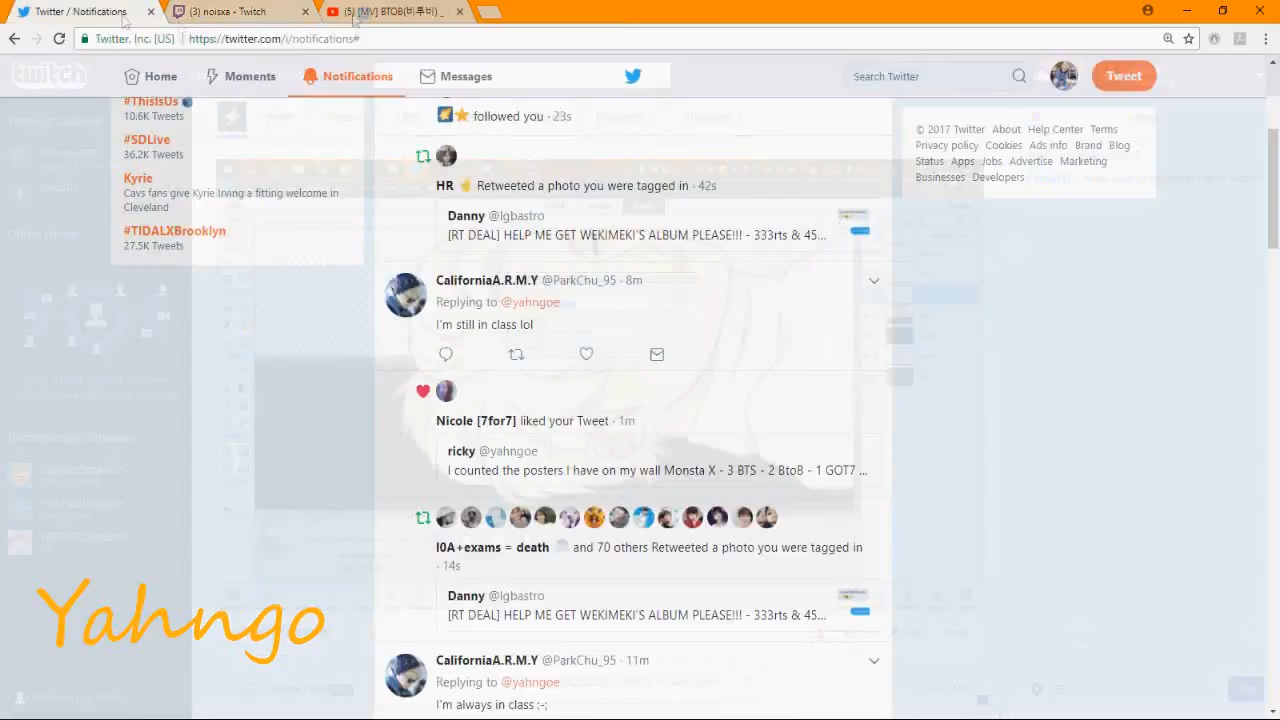 Twitter / Notifications
(3) noisxa - Twitch
(5) [MV] BTOB(비투비) _
Twitter, Inc. [US]
https://twitter.com/i/notifications#
twitch
Home
Moments
Notifications
Messages
Search Twitter
Tweet
#ThisIsUs
10.6K Tweets
#SDLive
36.2K Tweets
Kyrie
Cavs fans give Kyrie Irving a fitting welcome in
Cleveland
#TIDALXBrooklyn
27.5K Tweets
followed you · 23s
HR Retweeted a photo you were tagged in · 42s
Danny @lgbastro
[RT DEAL] HELP ME GET WEKIMEKI'S ALBUM PLEASE!!! - 333rts & 45...
CaliforniaA.R.M.Y @ParkChu_95 · 8m
Replying to @yahngoe
I'm still in class lol
Nicole [7for7] liked your Tweet · 1m
ricky @yahngoe
I counted the posters I have on my wall Monsta X - 3 BTS - 2 BtoB - 1 GOT7 ...
I0A+exams = death and 70 others Retweeted a photo you were tagged in
· 14s
Danny @lgbastro
[RT DEAL] HELP ME GET WEKIMEKI'S ALBUM PLEASE!!! - 333rts & 45...
CaliforniaA.R.M.Y @ParkChu_95 · 11m
Replying to @yahngoe
I'm always in class ;-;
© 2017 Twitter About Help Center Terms
Privacy policy Cookies Ads info Brand Blog
Status Apps Jobs Advertise Marketing
Businesses Developers
Yahngo